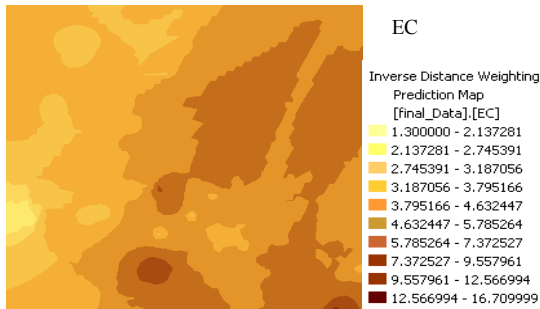 EC
Inverse Distance Weighting
Prediction Map
[final_Data].[EC]
1.300000 - 2.137281
2.137281 - 2.745391
2.745391 - 3.187056
3.187056 - 3.795166
3.795166 - 4.632447
4.632447 - 5.785264
5.785264 - 7.372527
7.372527 - 9.557961
9.557961 - 12.566994
12.566994 - 16.709999